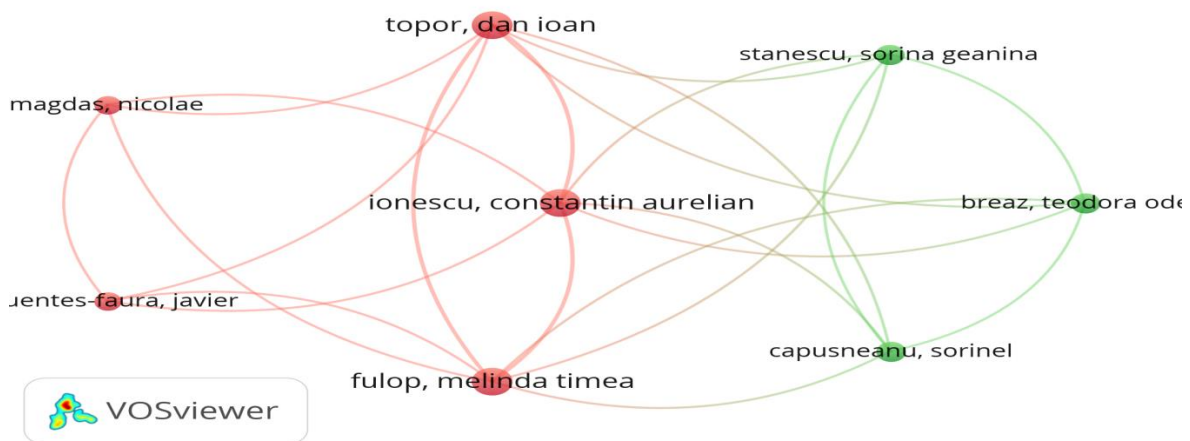 topor, dan ioan
stanescu, sorina geanina
magdas, nicolae
ionescu, constantin aurelian
breaz, teodora ode
uentes-faura, javier
capusneanu, sorinel
fulop, melinda timea
VOSviewer